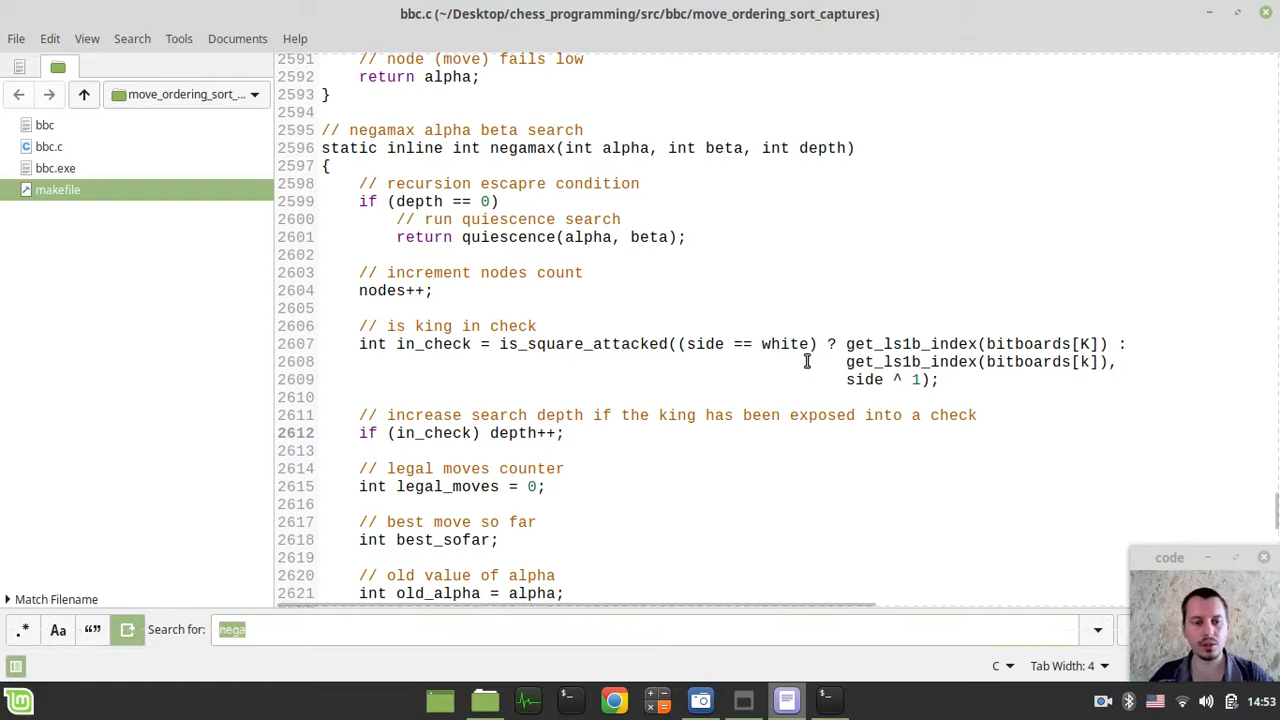 bbc.c (~/Desktop/chess_programming/src/bbc/move_ordering_sort_captures)
File Edit View Search Tools Documents Help
move_ordering_sort_...
bbc
bbc.c
bbc.exe
makefile
Match Filename
2591 // node (move) fails low
2592 return alpha;
2593 }
2594
2595 // negamax alpha beta search
2596 static inline int negamax(int alpha, int beta, int depth)
2597 {
2598 // recursion escapre condition
2599 if (depth == 0)
2600 // run quiescence search
2601 return quiescence(alpha, beta);
2602
2603 // increment nodes count
2604 nodes++;
2605
2606 // is king in check
2607 int in_check = is_square_attacked((side == white) ? get_ls1b_index(bitboards[K]) :
2608 get_ls1b_index(bitboards[k]),
2609 side ^ 1);
2610
2611 // increase search depth if the king has been exposed into a check
2612 if (in_check) depth++;
2613
2614 // legal moves counter
2615 int legal_moves = 0;
2616
2617 // best move so far
2618 int best_sofar;
2619
2620 // old value of alpha
2621 int old_alpha = alpha;
code
.* Aa “” Search for: nega
C Tab Width: 4
14:53